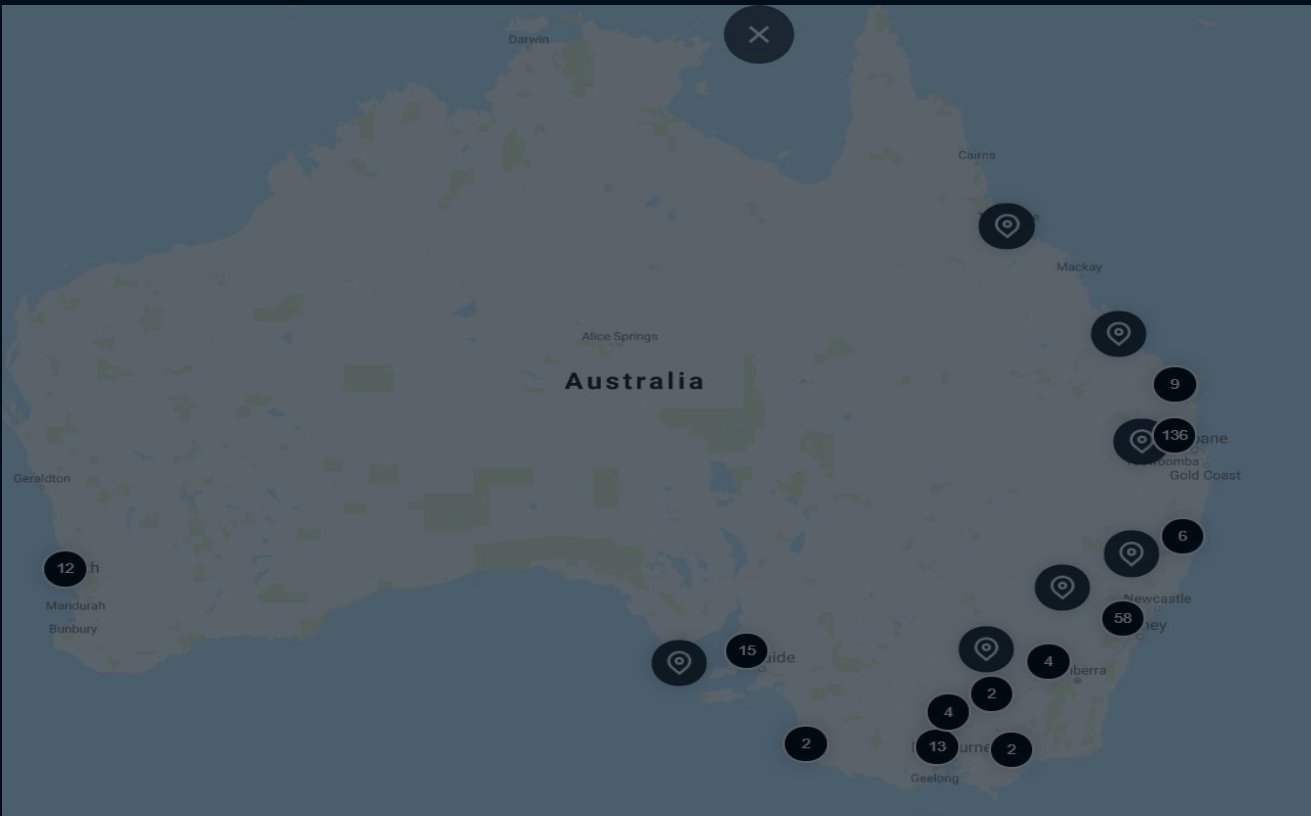 Darwin
Cairns
Mackay
Alice Springs
Australia
9
136
Gold Coast
Geraldton
6
12
Mandurah
Newcastle
58
Bunbury
15
4
2
4
2
13
2
Geelong